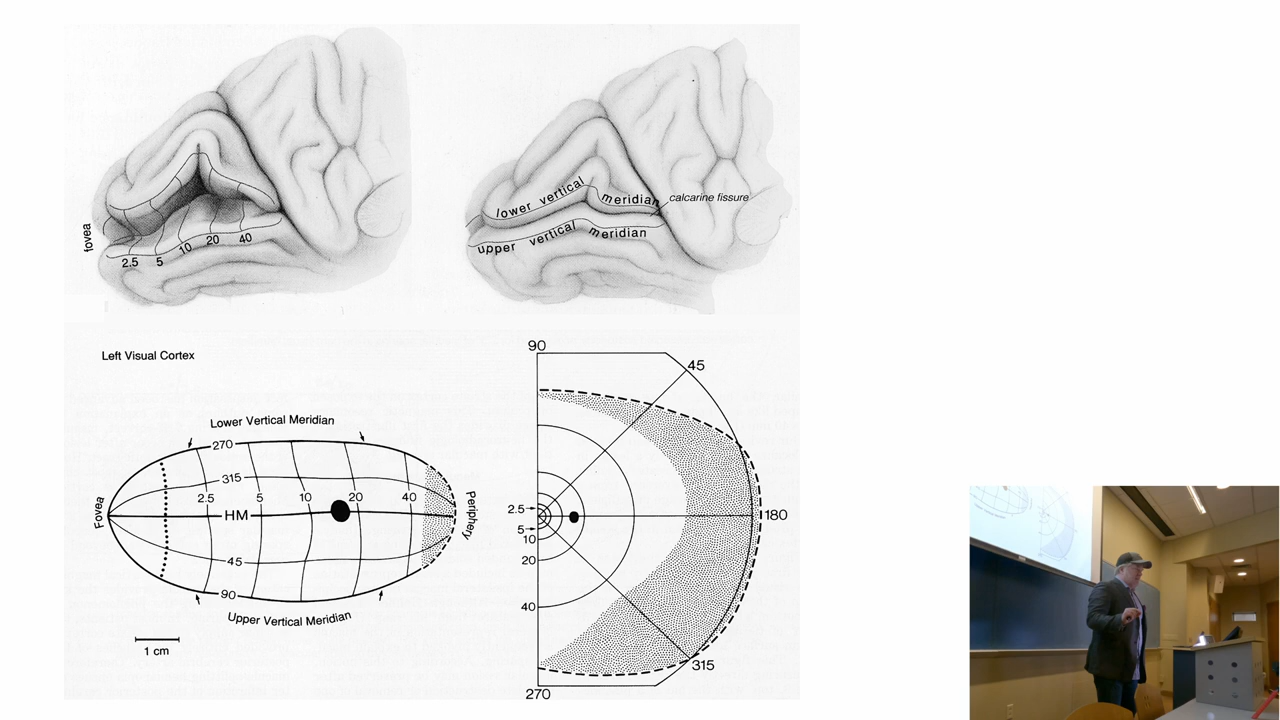 fovea
2.5
5
10
20
40
lower vertical meridian
calcarine fissure
upper vertical meridian
Left Visual Cortex
Lower Vertical Meridian
270
315
2.5 5 10 20 40
Fovea
HM
Periphery
45
90
Upper Vertical Meridian
1 cm
90
45
2.5
5
10
20
40
180
315
270